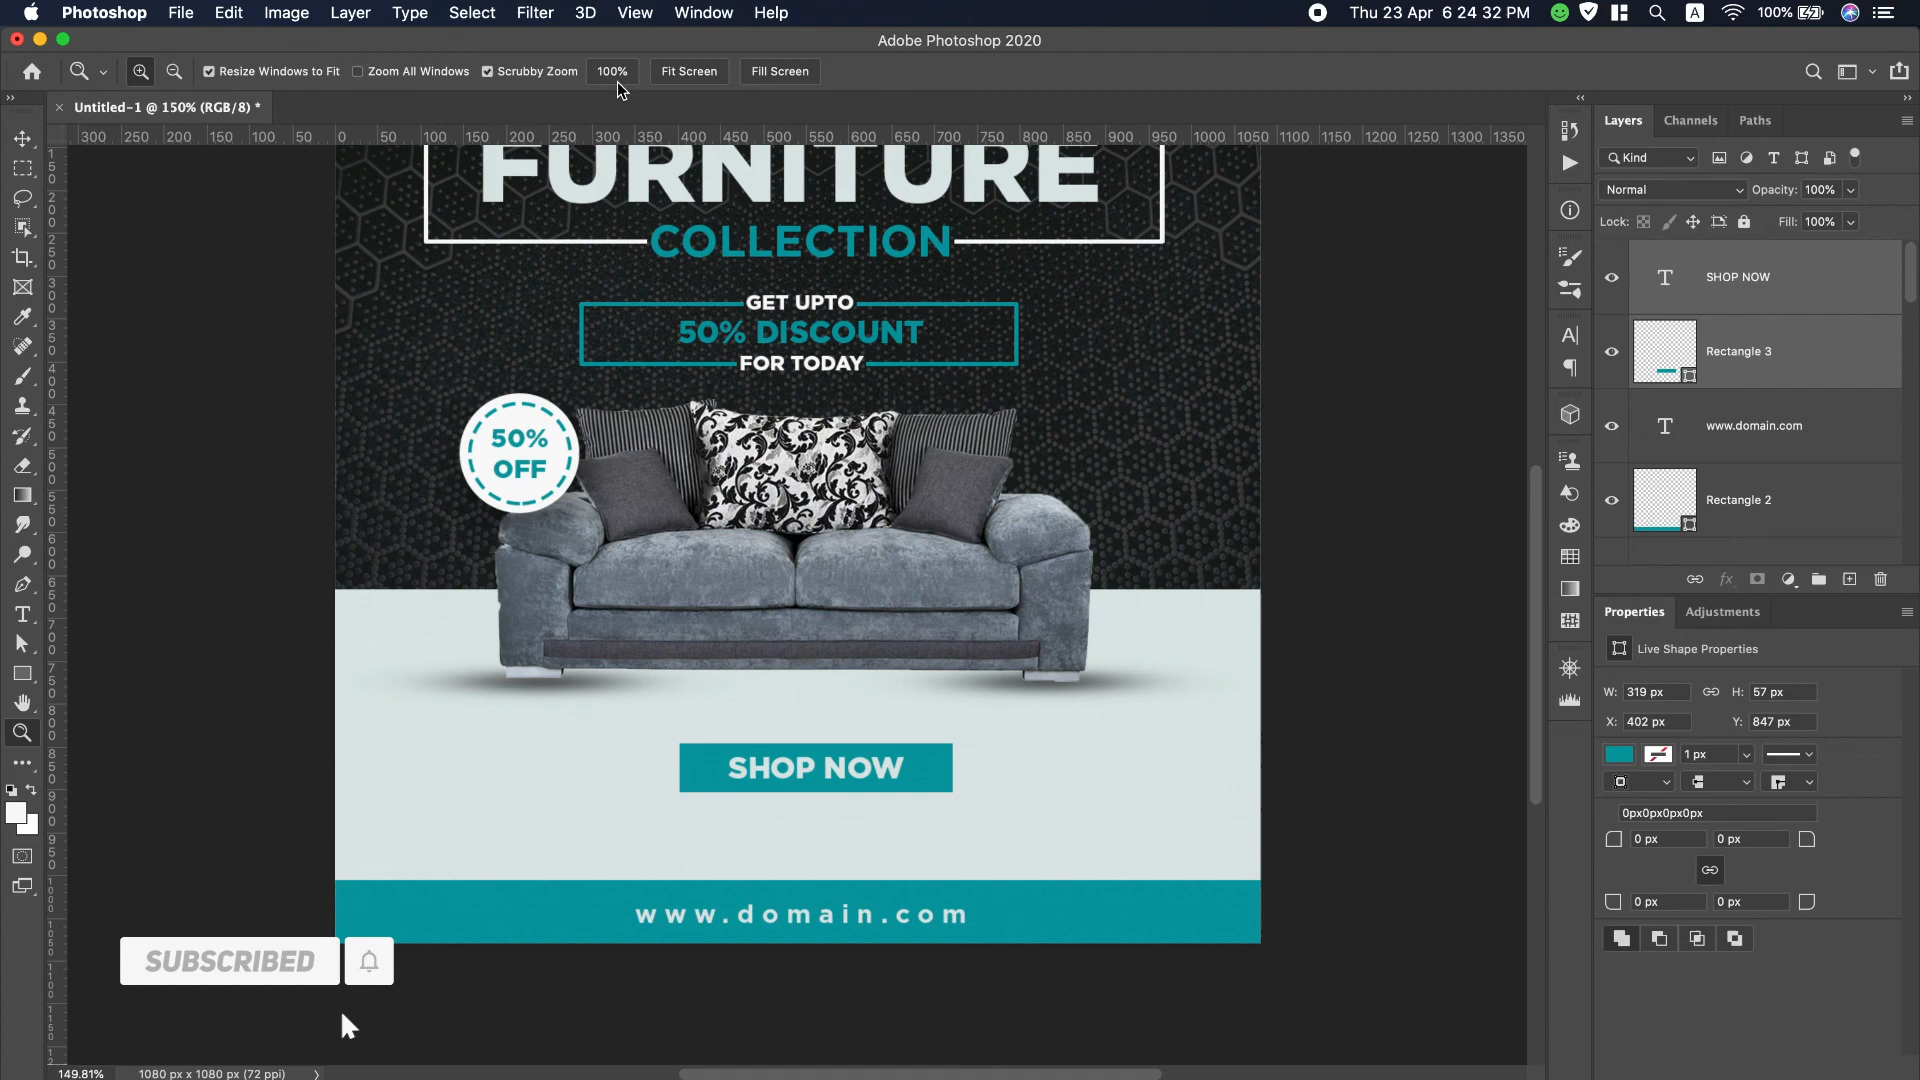 Photoshop File Edit Image Layer Type Select Filter 3D View Window Help Thu 23 Apr 6 24 32 PM A 100%
Adobe Photoshop 2020
Resize Windows to Fit Zoom All Windows Scrubby Zoom 100% Fit Screen Fill Screen
Untitled-1 @ 150% (RGB/8) *
300 250 200 150 100 50 0 50 100 150 200 250 300 350 400 450 500 550 600 650 700 750 800 850 900 950 1000 1050 1100 1150 1200 1250 1300 1350
FURNITURE
COLLECTION
GET UPTO
50% DISCOUNT
FOR TODAY
50%
OFF
SHOP NOW
www.domain.com
SUBSCRIBED
149.81% 1080 px x 1080 px (72 ppi)
Layers Channels Paths
Kind
Normal Opacity: 100%
Lock: Fill: 100%
SHOP NOW
Rectangle 3
www.domain.com
Rectangle 2
fx
Properties Adjustments
Live Shape Properties
W: 319 px H: 57 px
X: 402 px Y: 847 px
1 px
0px0px0px0px
0 px 0 px
0 px 0 px